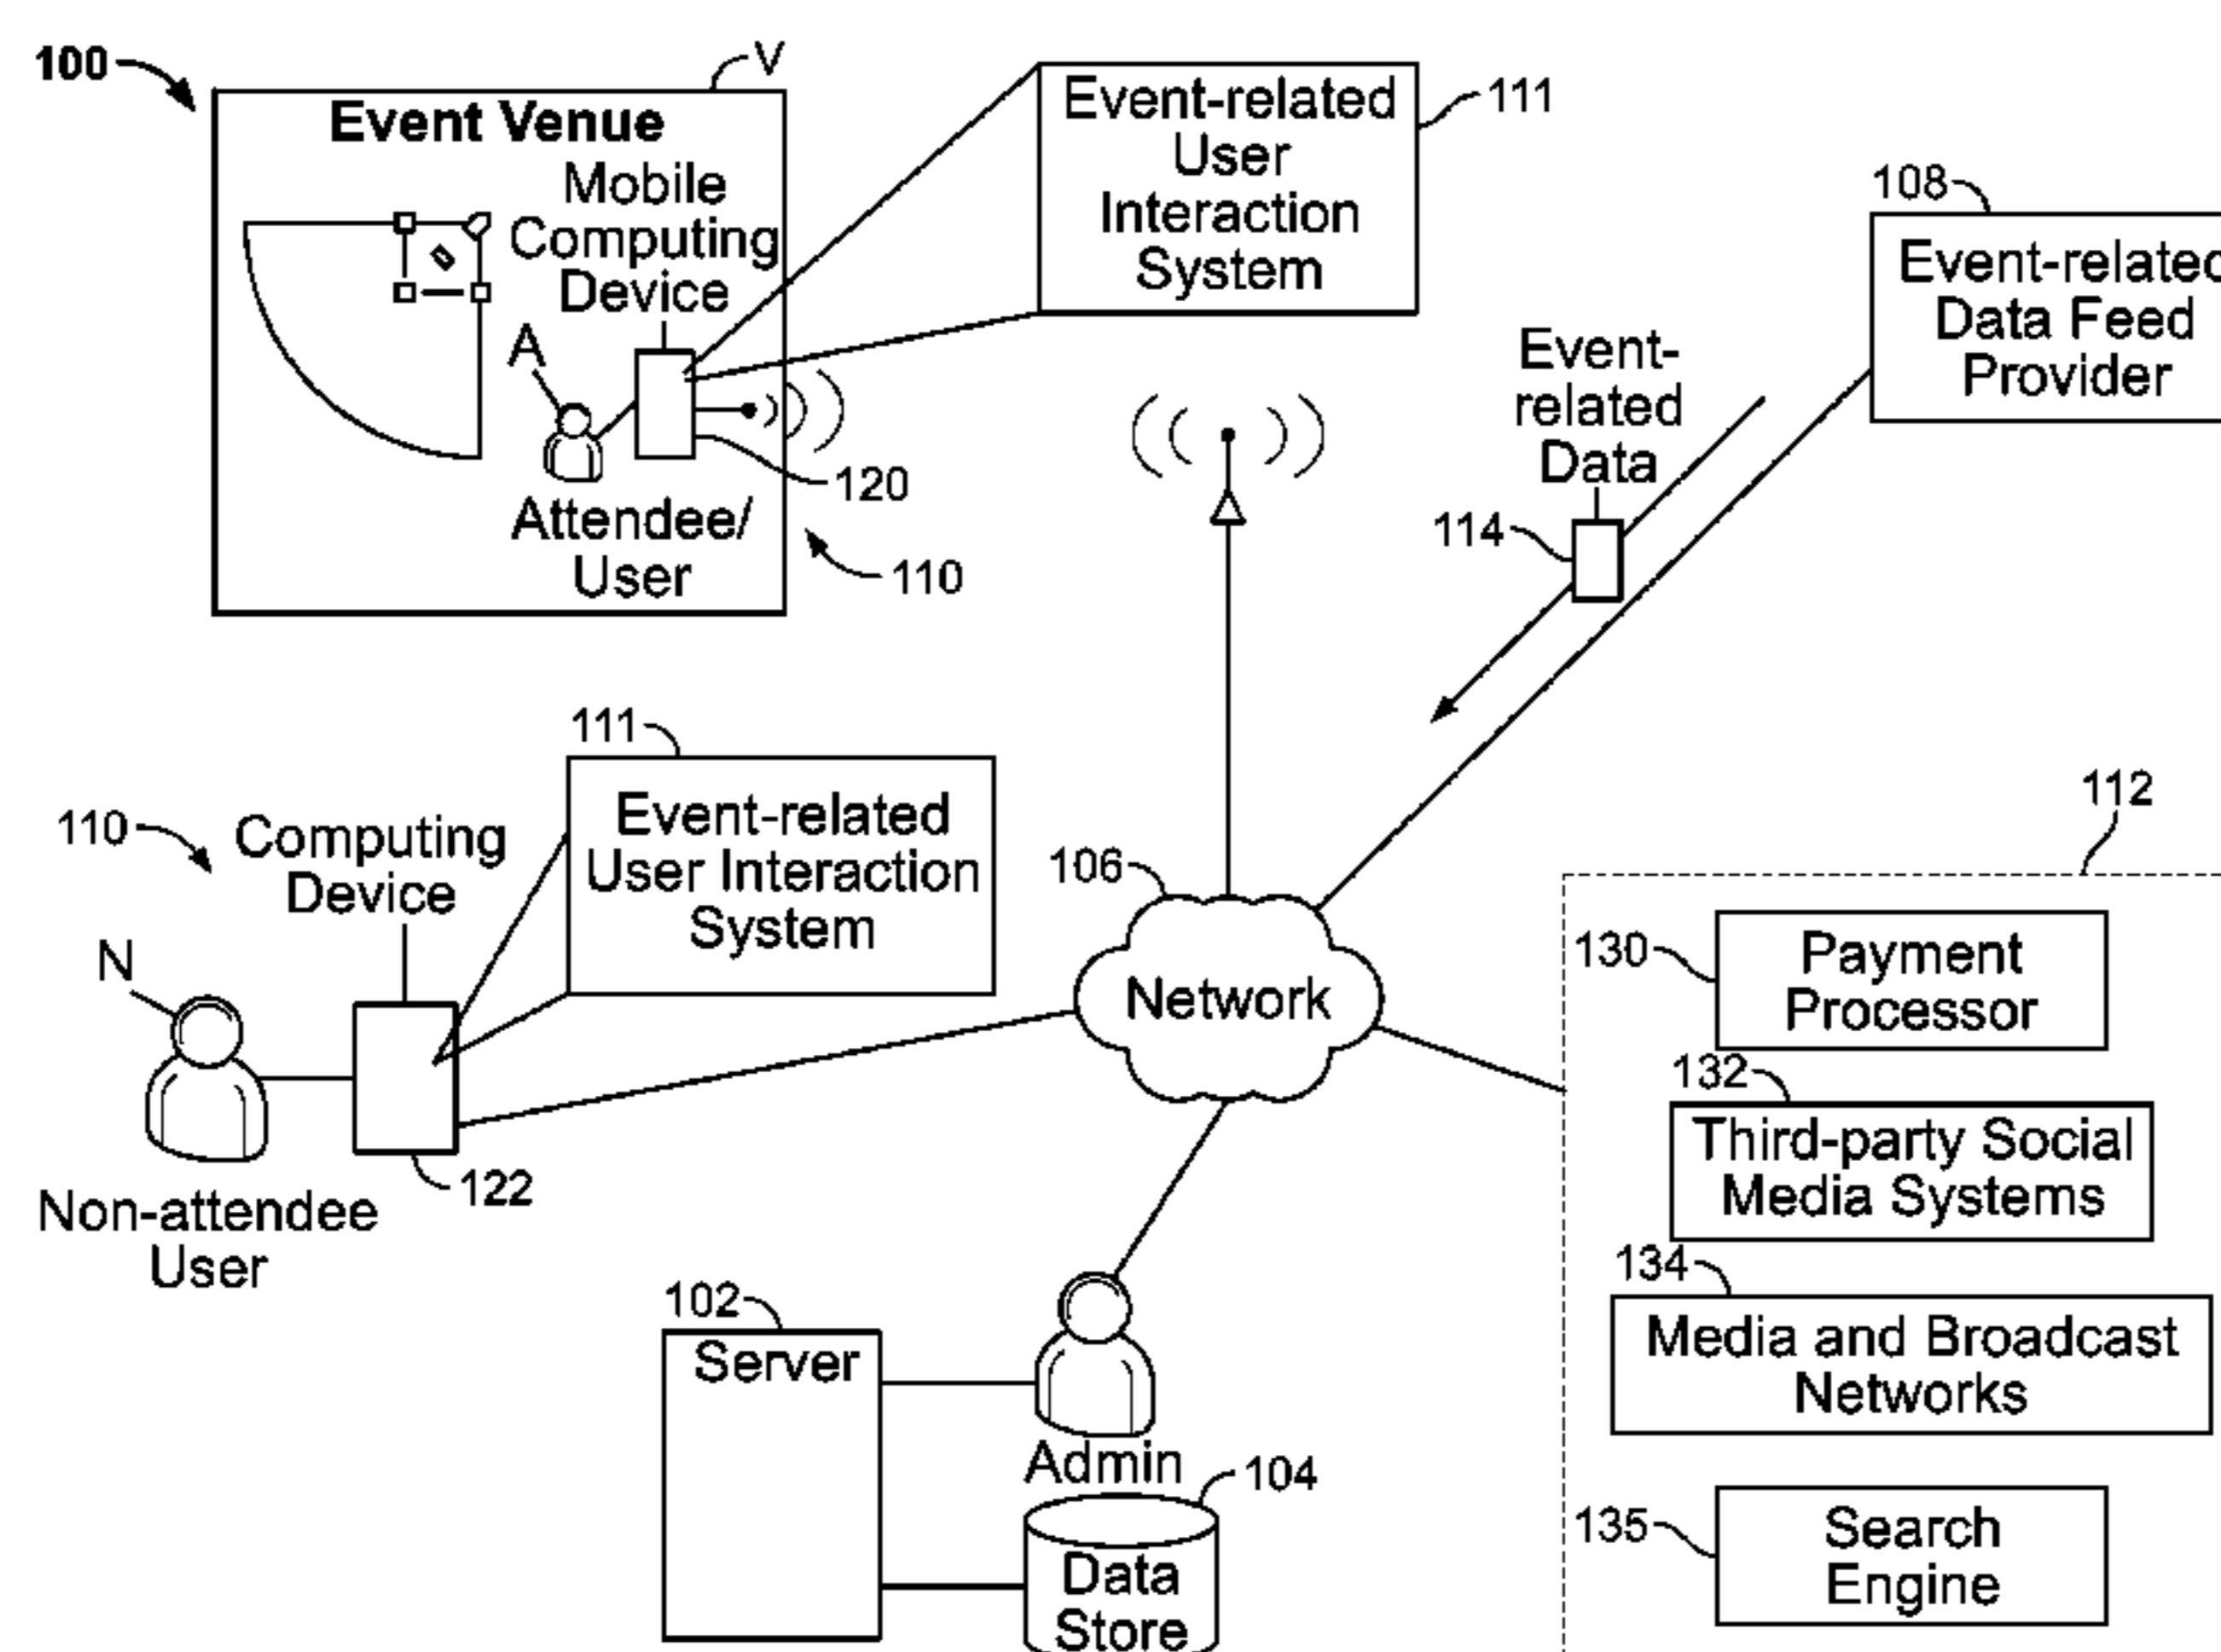 100
V
Event Venue
Mobile
Computing
Device
A
120
Attendee/
User
110
Event-related
User
Interaction
System
111
108
Event-related
Data Feed
Provider
Event-
related
Data
114
111
Event-related
User Interaction
System
110
Computing
Device
N
122
Non-attendee
User
106
Network
112
130
Payment
Processor
132
Third-party Social
Media Systems
134
Media and Broadcast
Networks
135
Search
Engine
102
Server
Admin
104
Data
Store